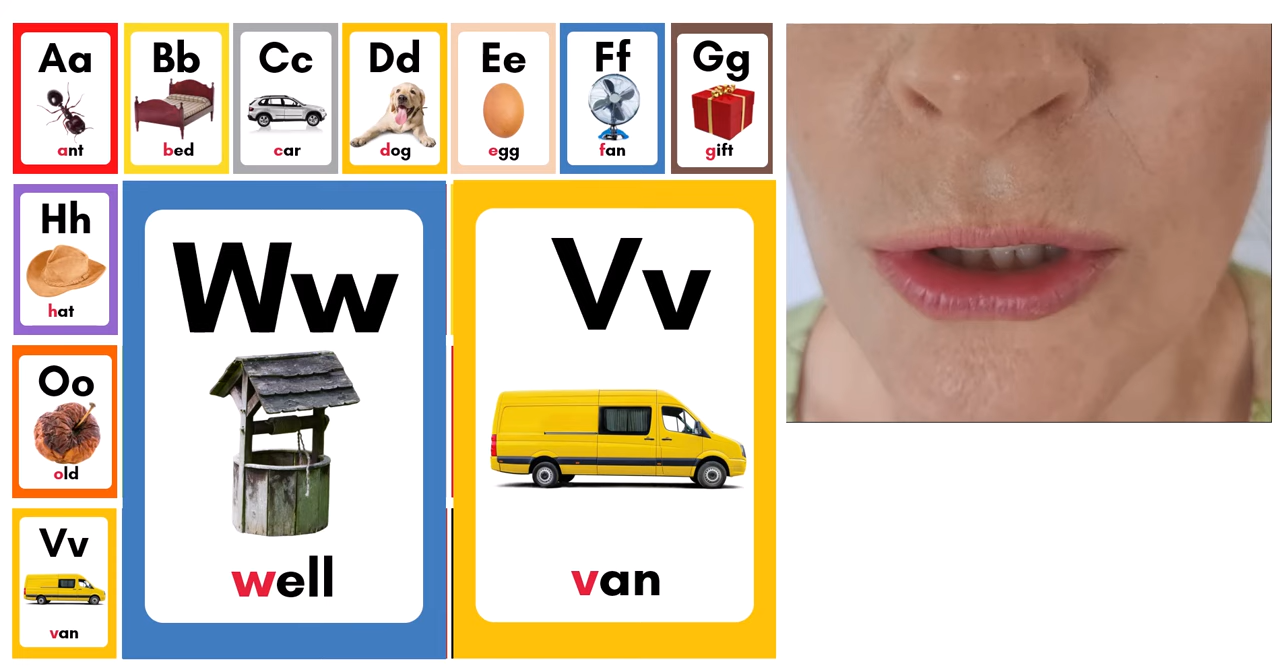 Aa
ant
Bb
bed
Cc
car
Dd
dog
Ee
egg
Ff
fan
Gg
gift
Hh
hat
Ww
well
Vv
van
Oo
old
Vv
van